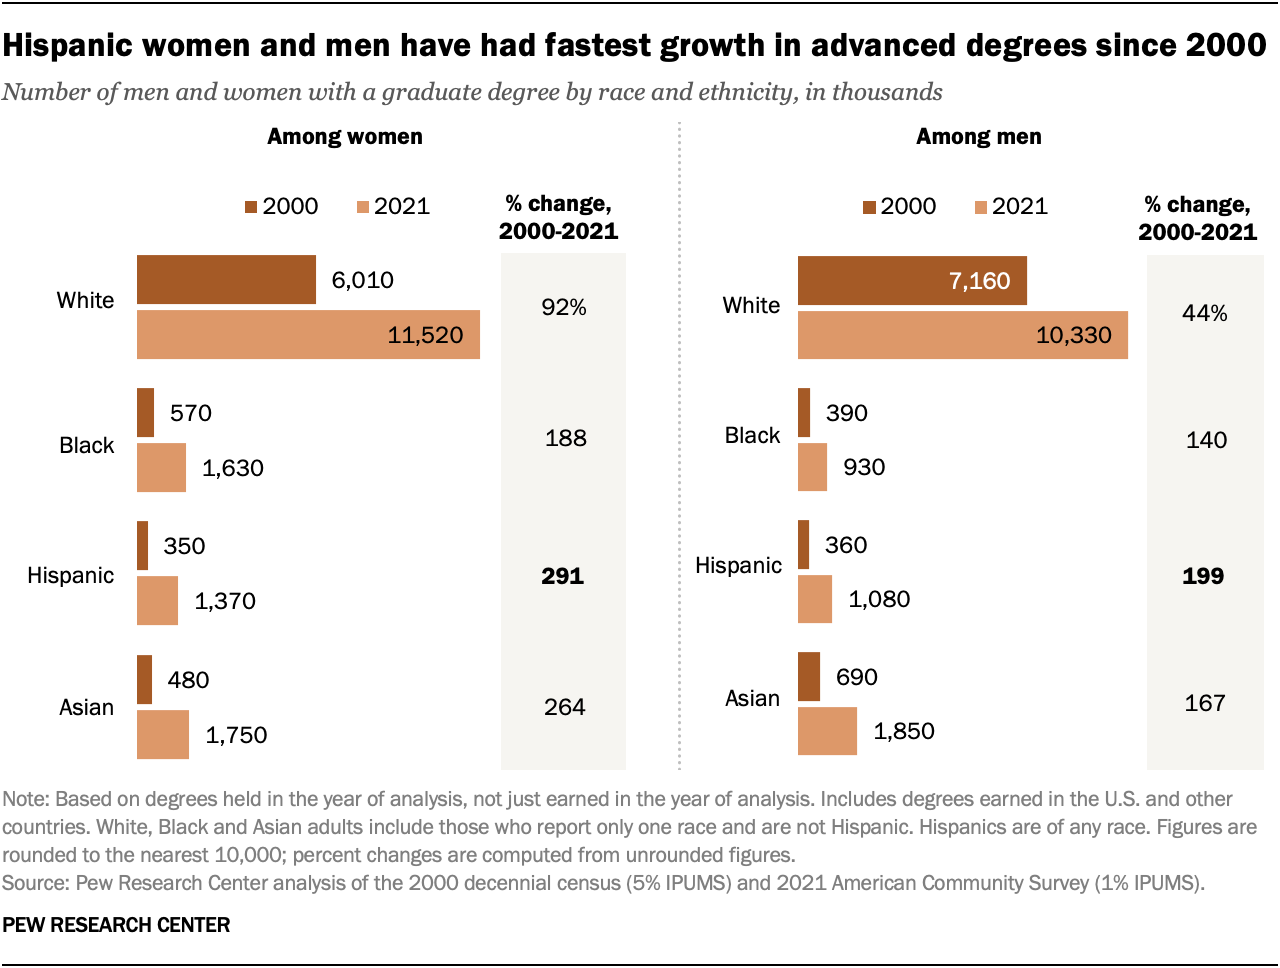 Hispanic women and men have had fastest growth in advanced degrees since 2000
Number of men and women with a graduate degree by race and ethnicity, in thousands
Among women
2000 2021
% change,
2000-2021
White 6,010 92%
11,520
Black 570 188
1,630
Hispanic 350 291
1,370
Asian 480 264
1,750
Among men
2000 2021
% change,
2000-2021
White 7,160 44%
10,330
Black 390 140
930
Hispanic 360 199
1,080
Asian 690 167
1,850
Note: Based on degrees held in the year of analysis, not just earned in the year of analysis. Includes degrees earned in the U.S. and other
countries. White, Black and Asian adults include those who report only one race and are not Hispanic. Hispanics are of any race. Figures are
rounded to the nearest 10,000; percent changes are computed from unrounded figures.
Source: Pew Research Center analysis of the 2000 decennial census (5% IPUMS) and 2021 American Community Survey (1% IPUMS).
PEW RESEARCH CENTER